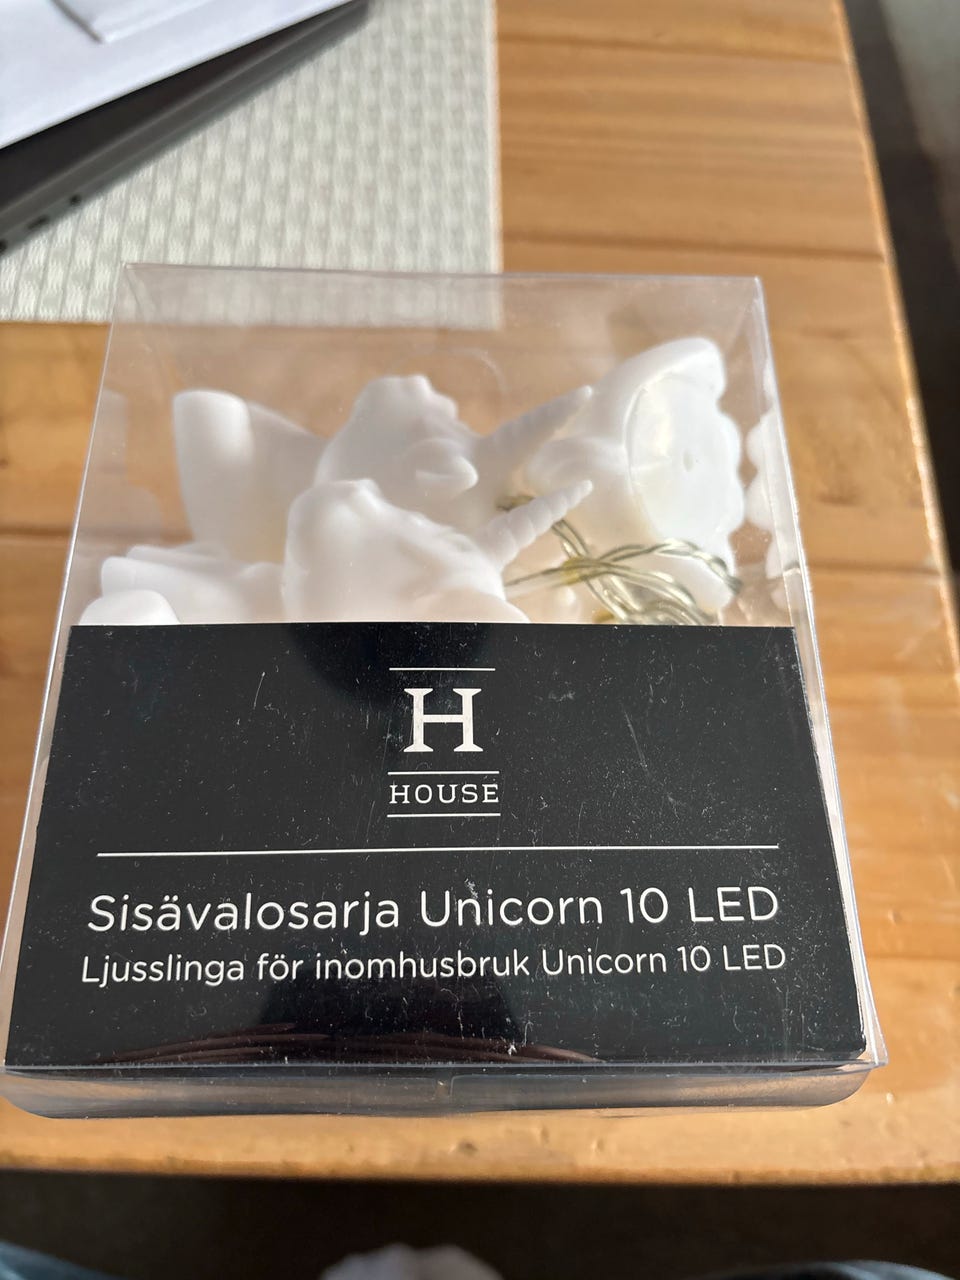 H
HOUSE
Sisävalosarja Unicorn 10 LED
Ljusslinga för inomhusbruk Unicorn 10 LED